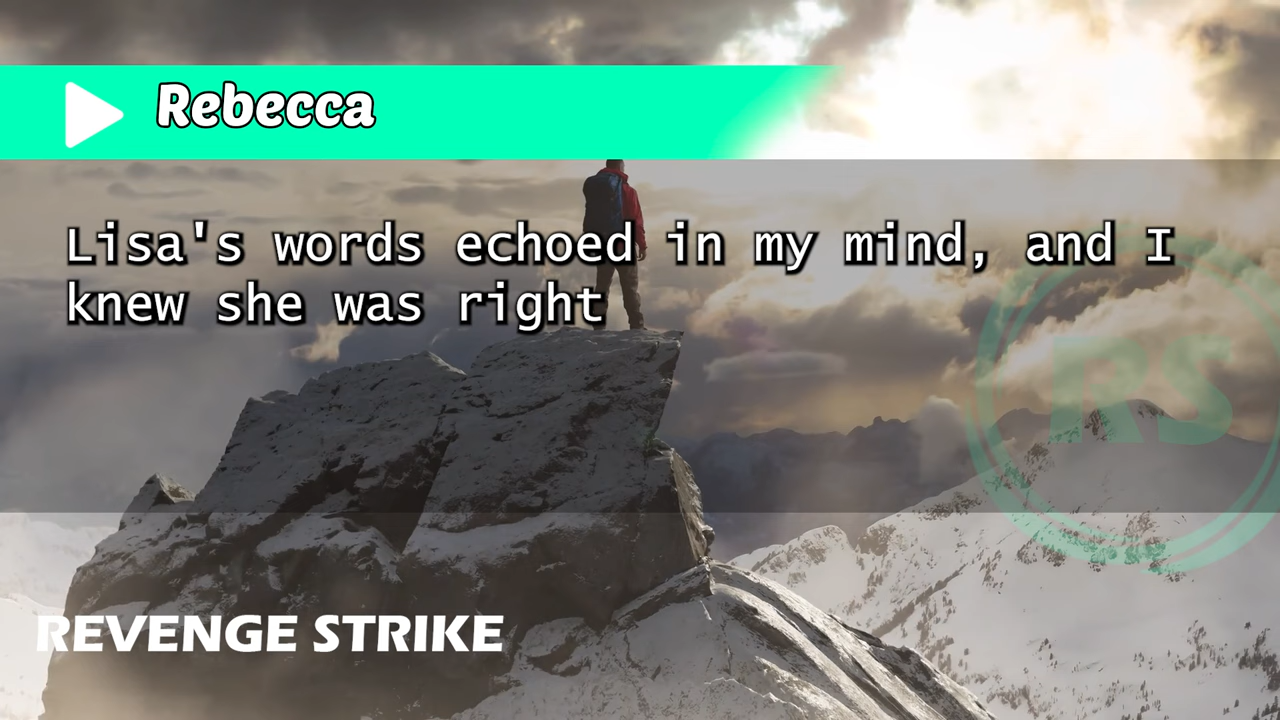 Rebecca
Lisa's words echoed in my mind, and I
knew she was right
RS
REVENGE STRIKE